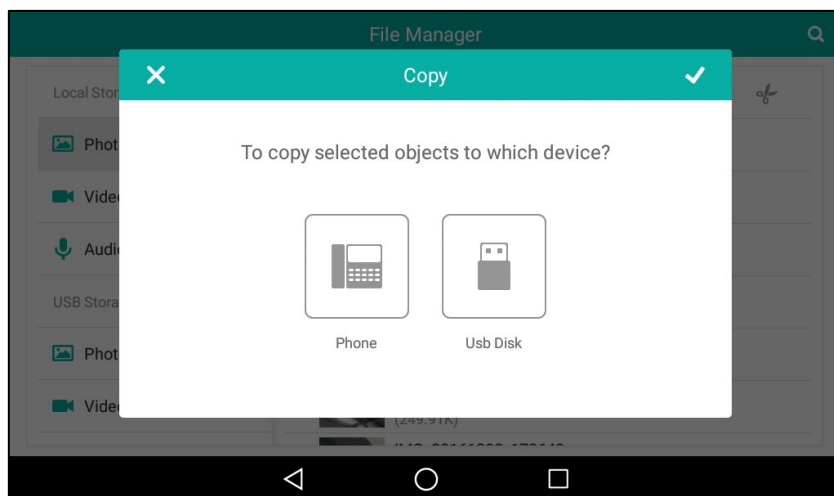 File Manager
Copy
Local Stor
Phot
Vide
Audi
USB Stora
Phot
Vide
To copy selected objects to which device?
Phone
Usb Disk
(249.91K)